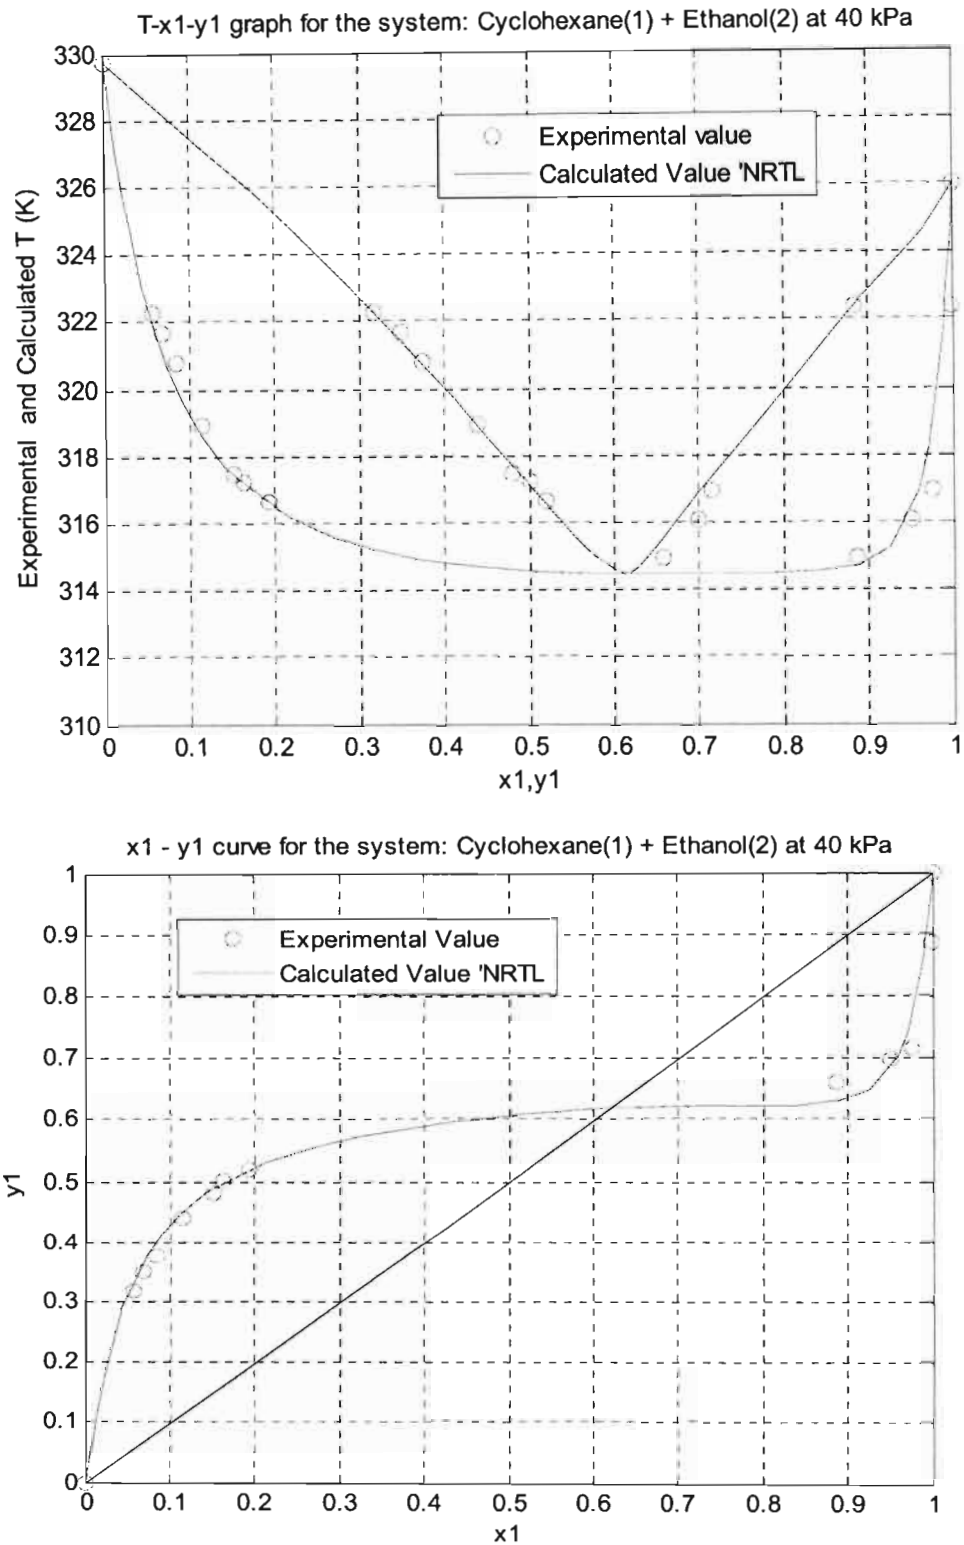 T-x1-y1 graph for the system: Cyclohexane(1) + Ethanol(2) at 40 kPa
330
328
326
324
322
320
318
316
314
312
310
Experimental and Calculated T (K)
Experimental value
Calculated Value 'NRTL
0 0.1 0.2 0.3 0.4 0.5 0.6 0.7 0.8 0.9 1
x1,y1
x1 - y1 curve for the system: Cyclohexane(1) + Ethanol(2) at 40 kPa
1
0.9
0.8
0.7
0.6
0.5
0.4
0.3
0.2
0.1
0
y1
Experimental Value
Calculated Value 'NRTL
0 0.1 0.2 0.3 0.4 0.5 0.6 0.7 0.8 0.9 1
x1